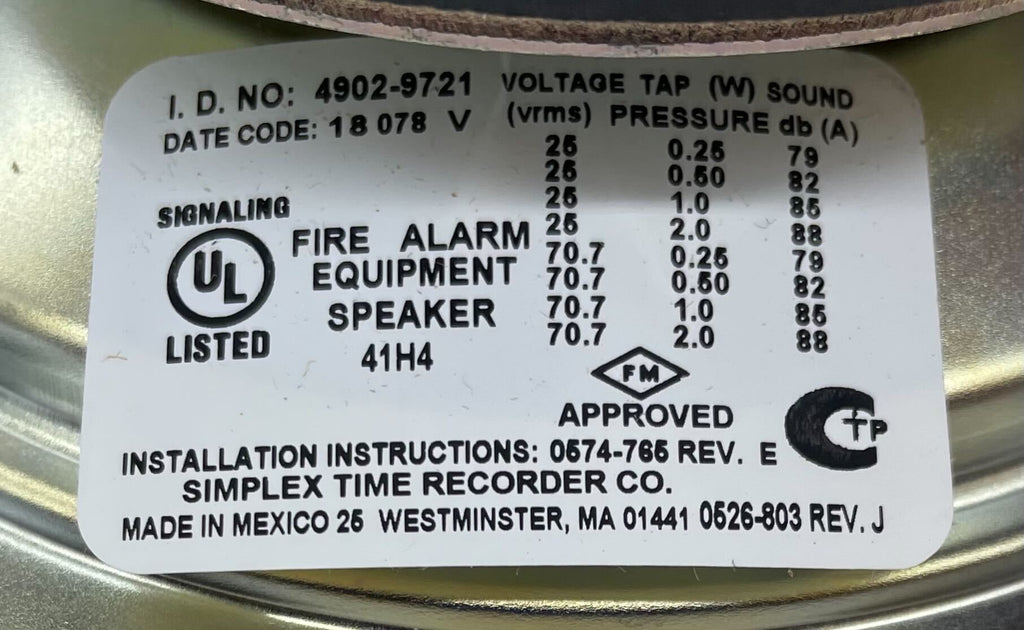 I. D. NO: 4902-9721 VOLTAGE TAP (W) SOUND
DATE CODE: 18 078 V (vrms) PRESSURE db (A)
25 0.25 79
25 0.50 82
25 1.0 85
25 2.0 88
70.7 0.25 79
70.7 0.50 82
70.7 1.0 85
70.7 2.0 88
SIGNALING
UL
LISTED
FIRE ALARM
EQUIPMENT
SPEAKER
41H4
FM
APPROVED
CTP
INSTALLATION INSTRUCTIONS: 0574-765 REV. E
SIMPLEX TIME RECORDER CO.
MADE IN MEXICO 25 WESTMINSTER, MA 01441 0526-803 REV. J